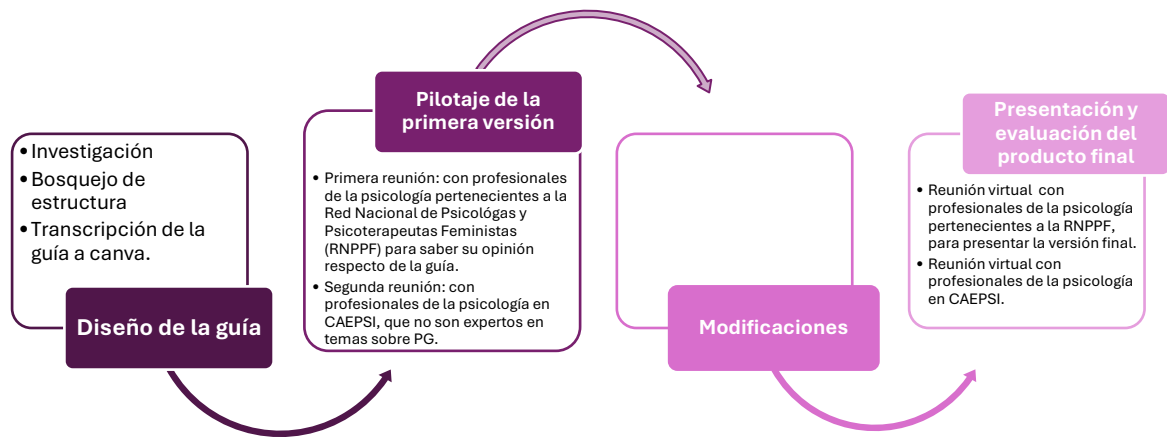 • Investigación
• Bosquejo de
estructura
• Transcripción de la
guía a canva.
Diseño de la guía
Pilotaje de la
primera versión
• Primera reunión: con profesionales
de la psicología pertenecientes a la
Red Nacional de Psicológas y
Psicoterapeutas Feministas
(RNPPF) para saber su opinión
respecto de la guía.
• Segunda reunión: con
profesionales de la psicología en
CAEPSI, que no son expertos en
temas sobre PG.
Modificaciones
Presentación y
evaluación del
producto final
• Reunión virtual con
profesionales de la psicología
pertenecientes a la RNPPF,
para presentar la versión final.
• Reunión virtual con
profesionales de la psicología
en CAEPSI.